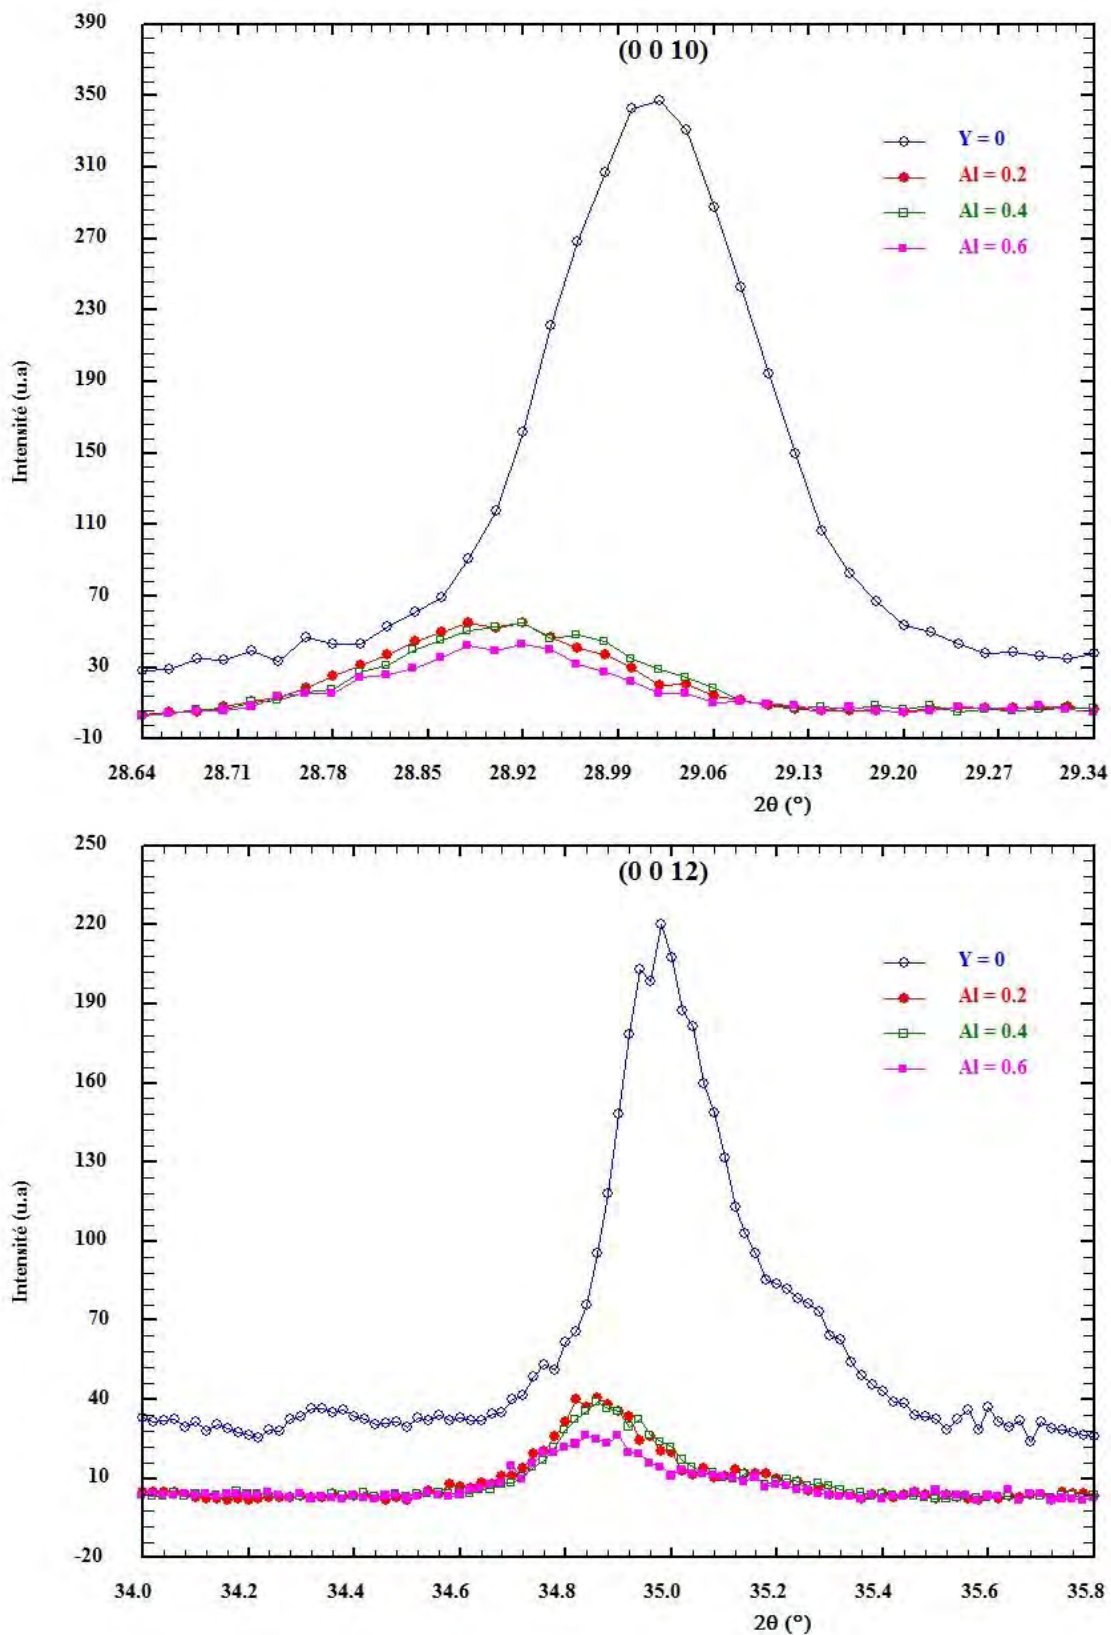 390
(0 0 10)
350
Y = 0
310
Al = 0.2
Al = 0.4
270
Al = 0.6
230
190
Intensité (u.a)
150
110
70
30
-10
28.64 28.71 28.78 28.85 28.92 28.99 29.06 29.13 29.20 29.27 29.34
2θ (°)
250
(0 0 12)
220
Y = 0
190
Al = 0.2
Al = 0.4
160
Al = 0.6
130
100
Intensité (u.a)
70
40
10
-20
34.0 34.2 34.4 34.6 34.8 35.0 35.2 35.4 35.6 35.8
2θ (°)